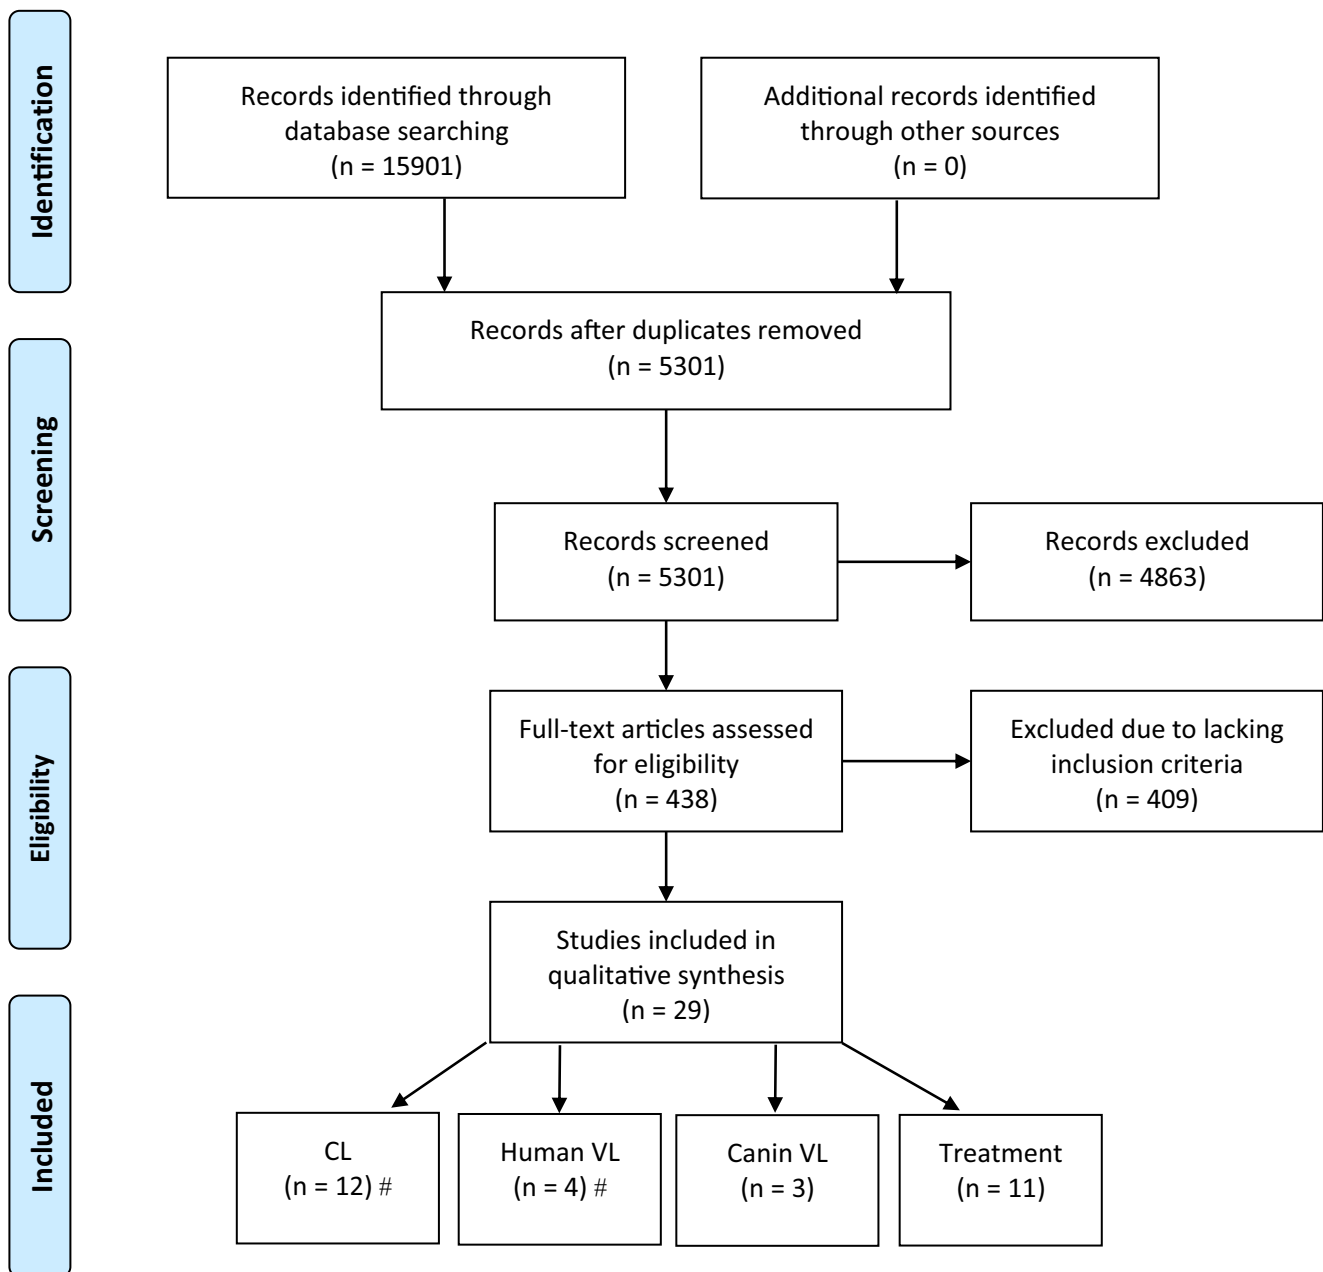 Identification
Records identified through
database searching
(n = 15901)
Additional records identified
through other sources
(n = 0)
Records after duplicates removed
(n = 5301)
Screening
Records screened
(n = 5301)
Records excluded
(n = 4863)
Eligibility
Full-text articles assessed
for eligibility
(n = 438)
Excluded due to lacking
inclusion criteria
(n = 409)
Studies included in
qualitative synthesis
(n = 29)
Included
CL
(n = 12) #
Human VL
(n = 4) #
Canin VL
(n = 3)
Treatment
(n = 11)